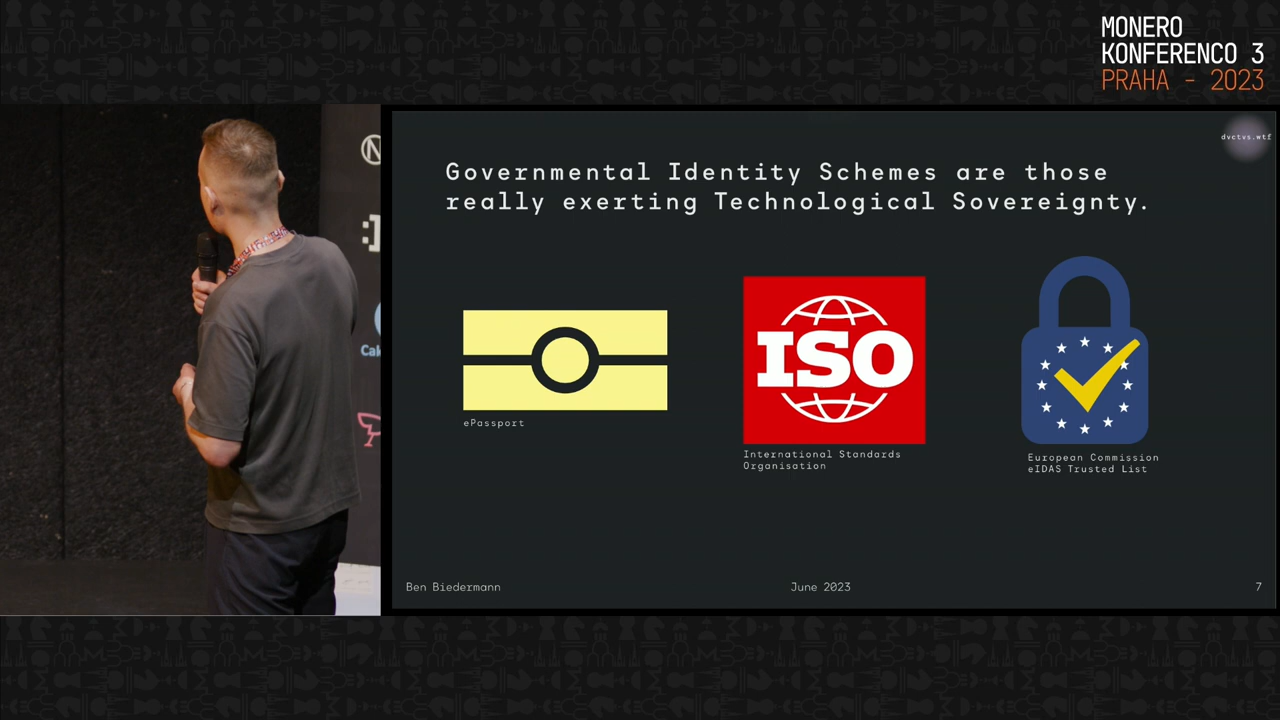 MONERO
KONFERENCO 3
PRAHA - 2023
dvctvs.wtf
Governmental Identity Schemes are those
really exerting Technological Sovereignty.
ISO
ePassport
International Standards
Organisation
European Commission
eIDAS Trusted List
Ben Biedermann
June 2023
7